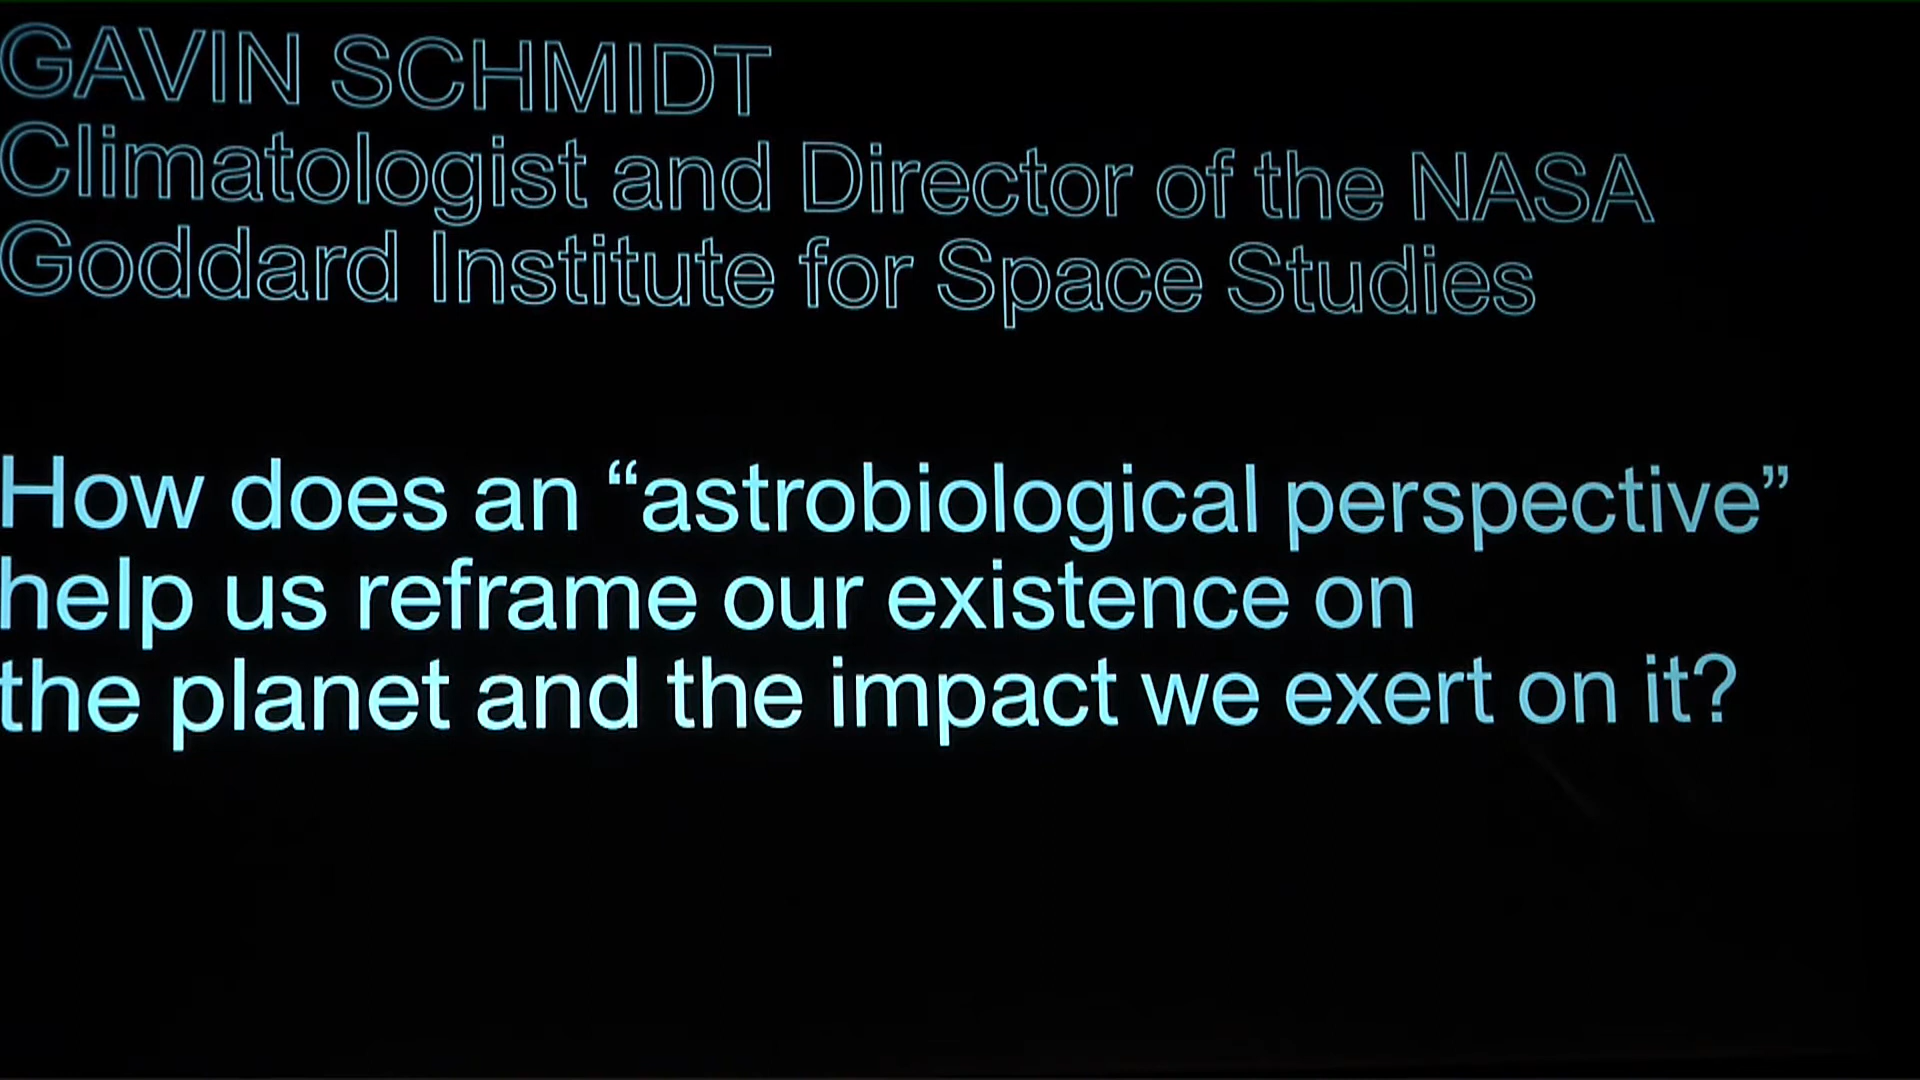 GAVIN SCHMIDT
Climatologist and Director of the NASA
Goddard Institute for Space Studies
How does an “astrobiological perspective”
help us reframe our existence on
the planet and the impact we exert on it?